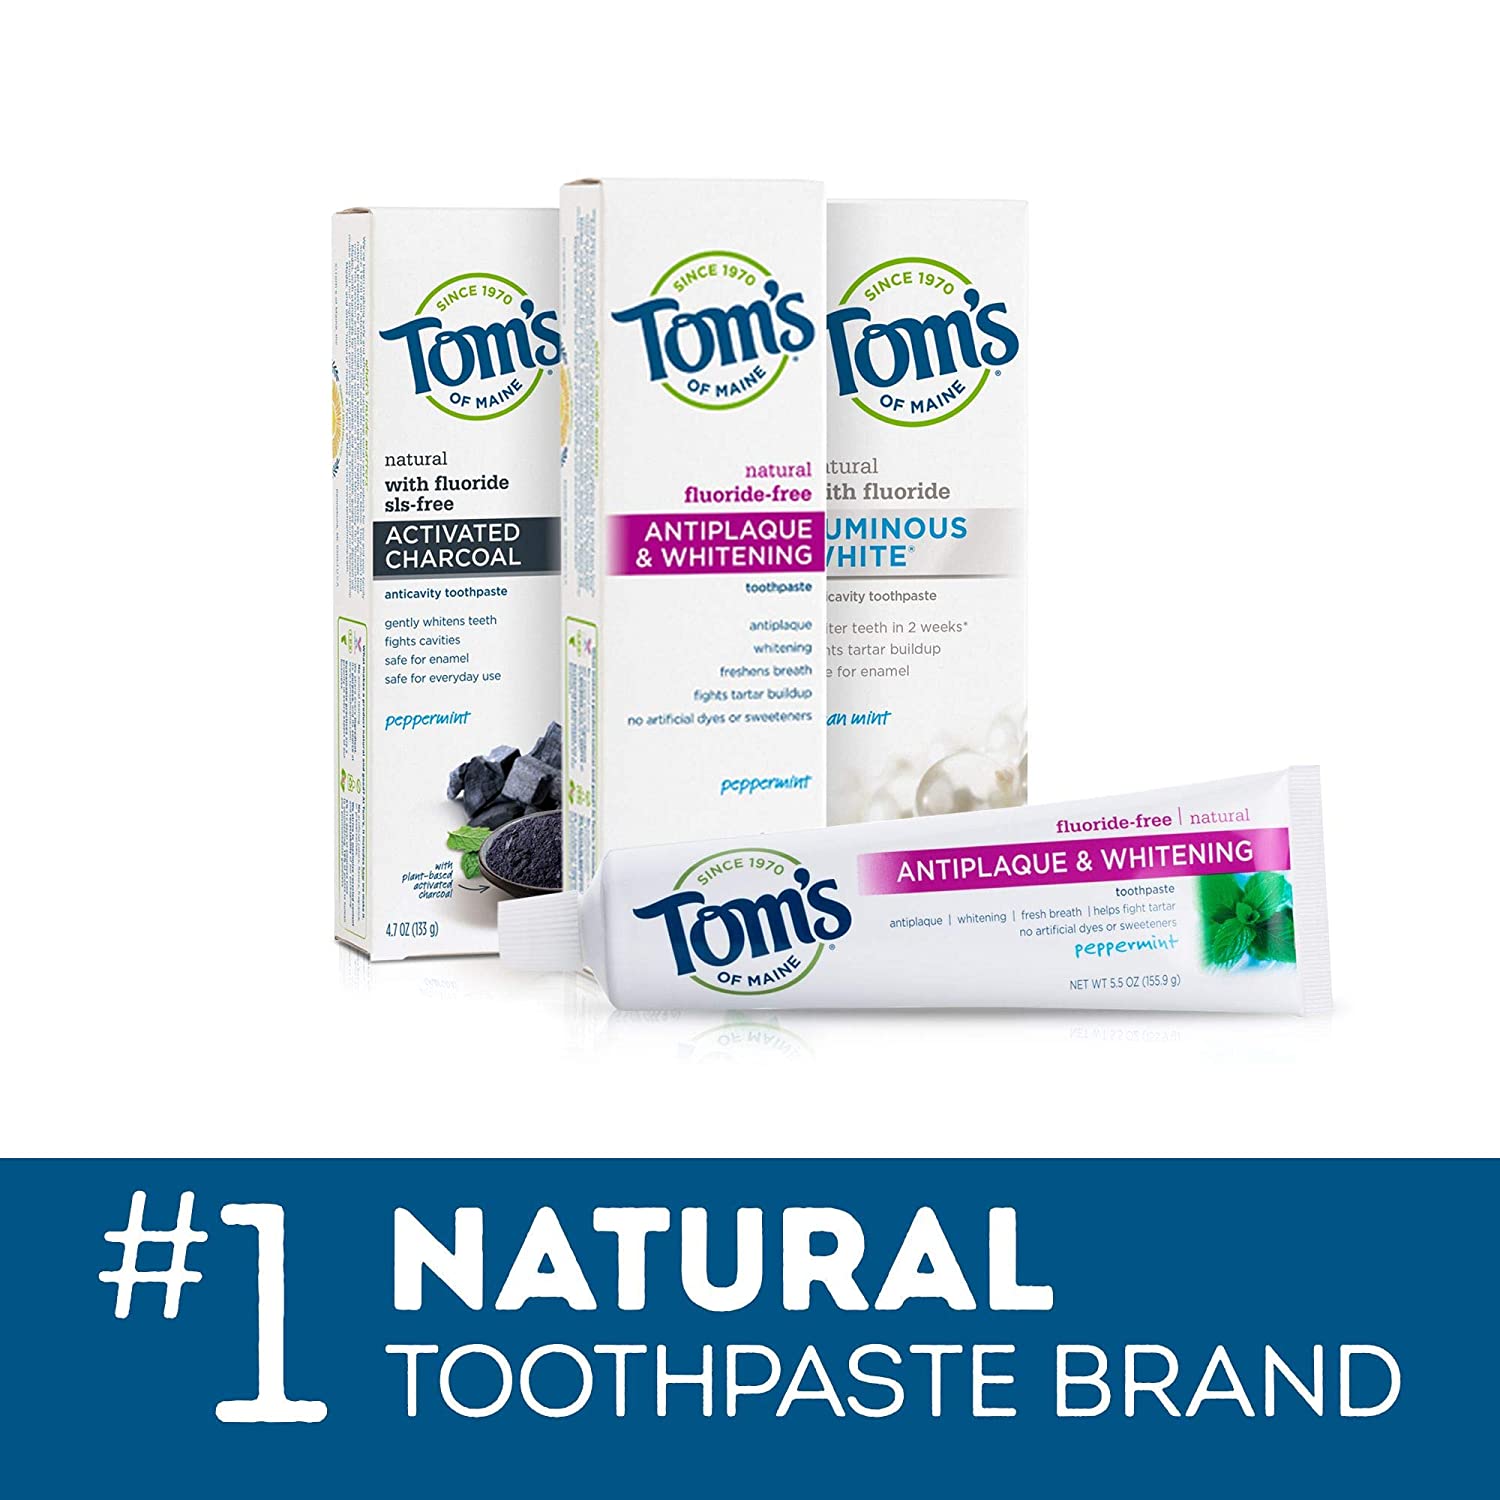 SINCE 1970
Tom's
OF MAINE
natural
with fluoride
sls-free
ACTIVATED
CHARCOAL
anticavity toothpaste
gently whitens teeth
fights cavities
safe for enamel
safe for everyday use
peppermint
with
plant-based
activated
charcoal
4.7 OZ (133 g)
SINCE 1970
Tom's
OF MAINE
natural
fluoride-free
ANTIPLAQUE
& WHITENING
toothpaste
antiplaque
whitening
freshens breath
fights tartar buildup
no artificial dyes or sweeteners
peppermint
SINCE 1970
Tom's
OF MAINE
atural
ith fluoride
UMINOUS
HITE®
icavity toothpaste
iter teeth in 2 weeks*
hts tartar buildup
e for enamel
an mint
SINCE 1970
Tom's
OF MAINE
fluoride-free | natural
ANTIPLAQUE & WHITENING
toothpaste
antiplaque | whitening | fresh breath | helps fight tartar
no artificial dyes or sweeteners
peppermint
NET WT 5.5 OZ (155.9 g)
#1 NATURAL
TOOTHPASTE BRAND